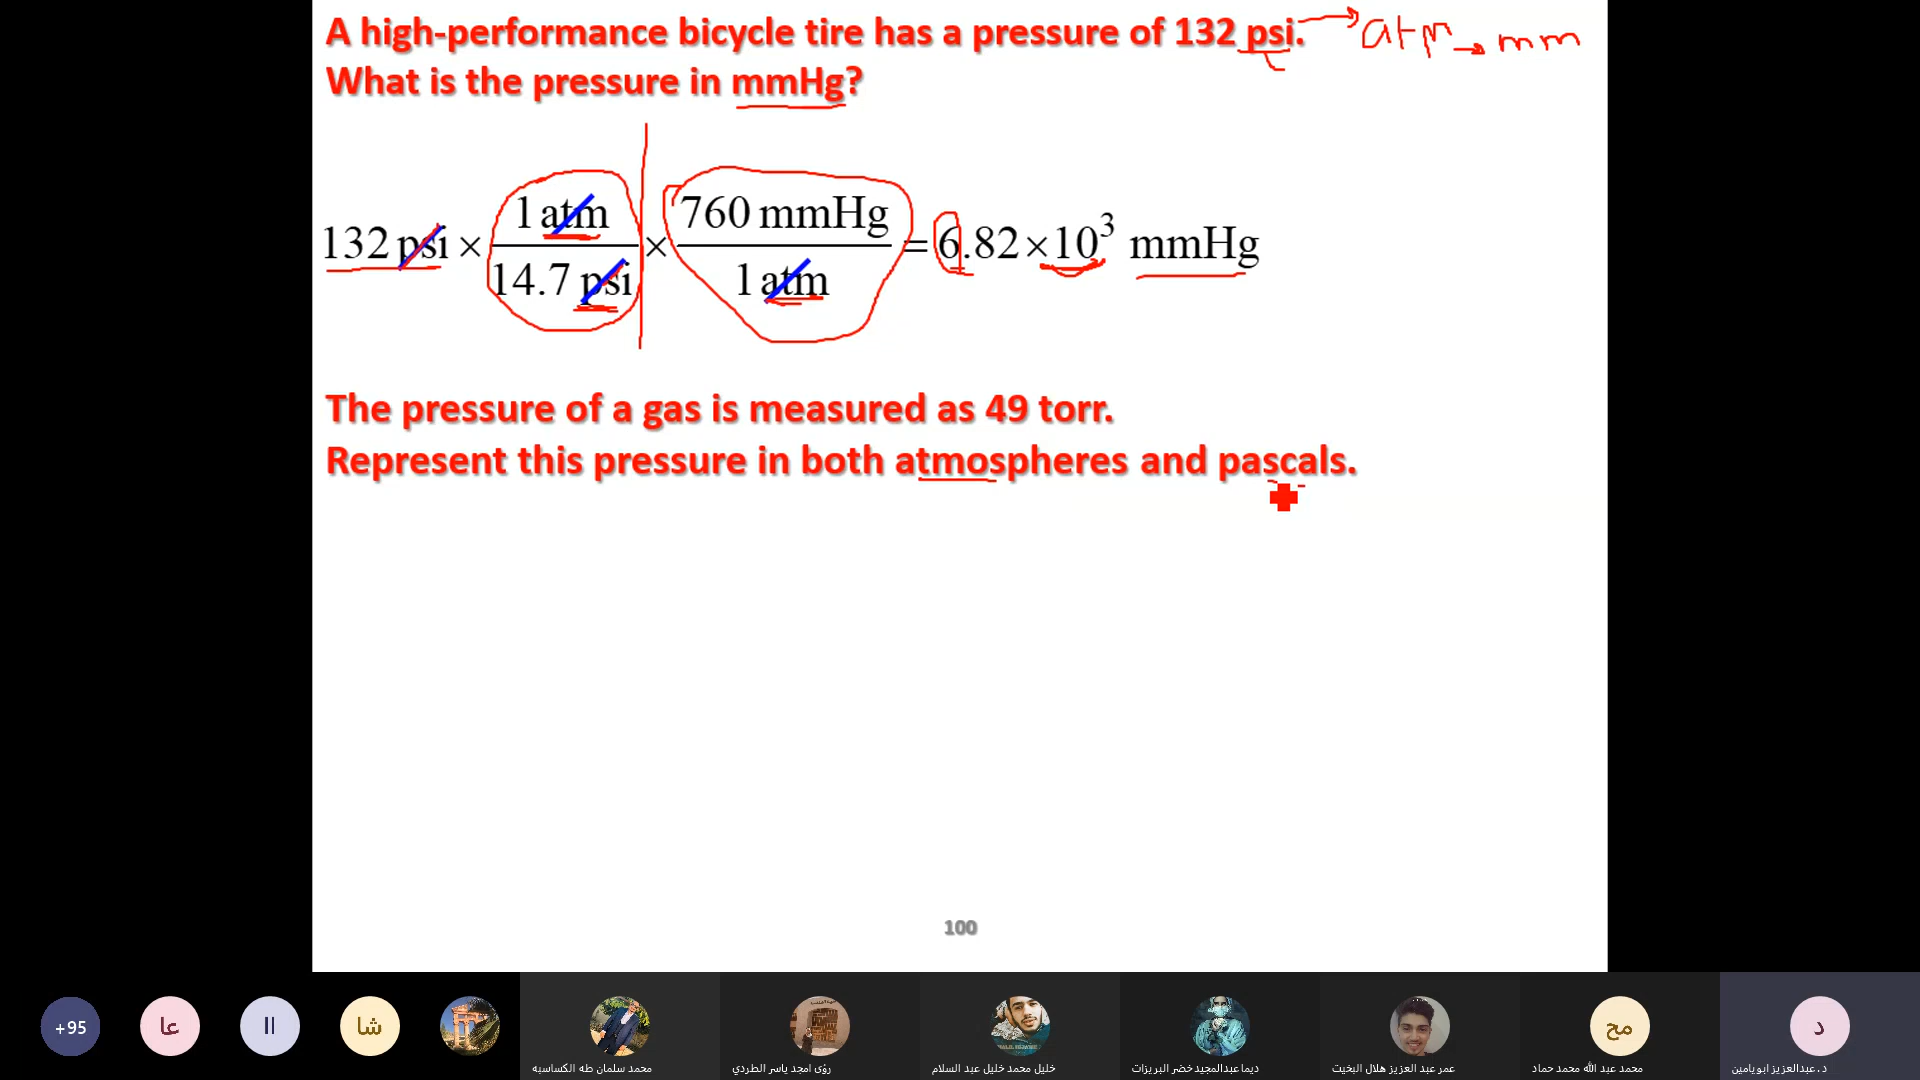 A high-performance bicycle tire has a pressure of 132 psi. → atm → mm
What is the pressure in mmHg?
132 psi × 1 atm / 14.7 psi × 760 mmHg / 1 atm = 6.82 × 10³ mmHg
The pressure of a gas is measured as 49 torr.
Represent this pressure in both atmospheres and pascals.
100
+95
عا
اا
شا
مح
د
محمد سلمان طه الكساسبه
رؤى امجد ياسر الطردي
خليل محمد خليل عبد السلام
ديما عبدالمجيد خضر البريزات
عمر عبد العزيز هلال البخيت
محمد عبد الله محمد حماد
د.عبدالعزيز ابويامين